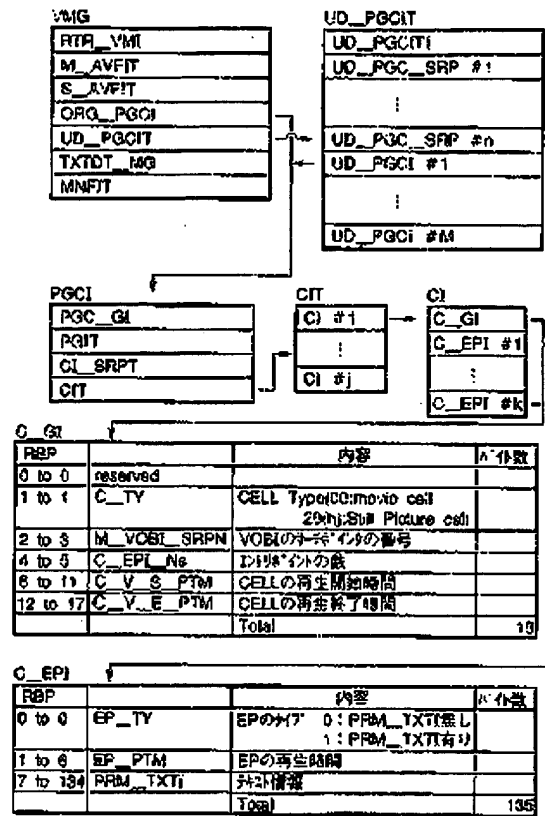 VMG
RTR_VMI
M_AVFIT
S_AVFIT
ORG_PGCI
UD_PGCIT
TXTDT_MG
MNFIT
UD_PGCIT
UD_PGCITI
UD_PGC_SRP #1
⋮
UD_PGC_SRP #n
UD_PGCI #1
⋮
UD_PGCI #M
PGCI
PGC_GI
PGIT
CI_SRPT
CIT
CIT
CI #1
⋮
CI #j
CI
C_GI
C_EPI #1
⋮
C_EPI #k
C_GI
RBP 内容 バイト数
0 to 0 reserved
1 to 1 C_TY CELL Type(00:movie cell
20(h):Still Picture cell
2 to 3 M_VOBI_SRPN VOBIのサーチポインタの番号
4 to 5 C_EPI_Ns エントリポイントの数
6 to 11 C_V_S_PTM CELLの再生開始時間
12 to 17 C_V_E_PTM CELLの再生終了時間
Total 18
C_EPI
RBP 内容 バイト数
0 to 0 EP_TY EPのタイプ 0:PRM_TXTI無し
1:PRM_TXTI有り
1 to 6 EP_PTM EPの再生時間
7 to 134 PRM_TXTI テキスト情報
Total 135